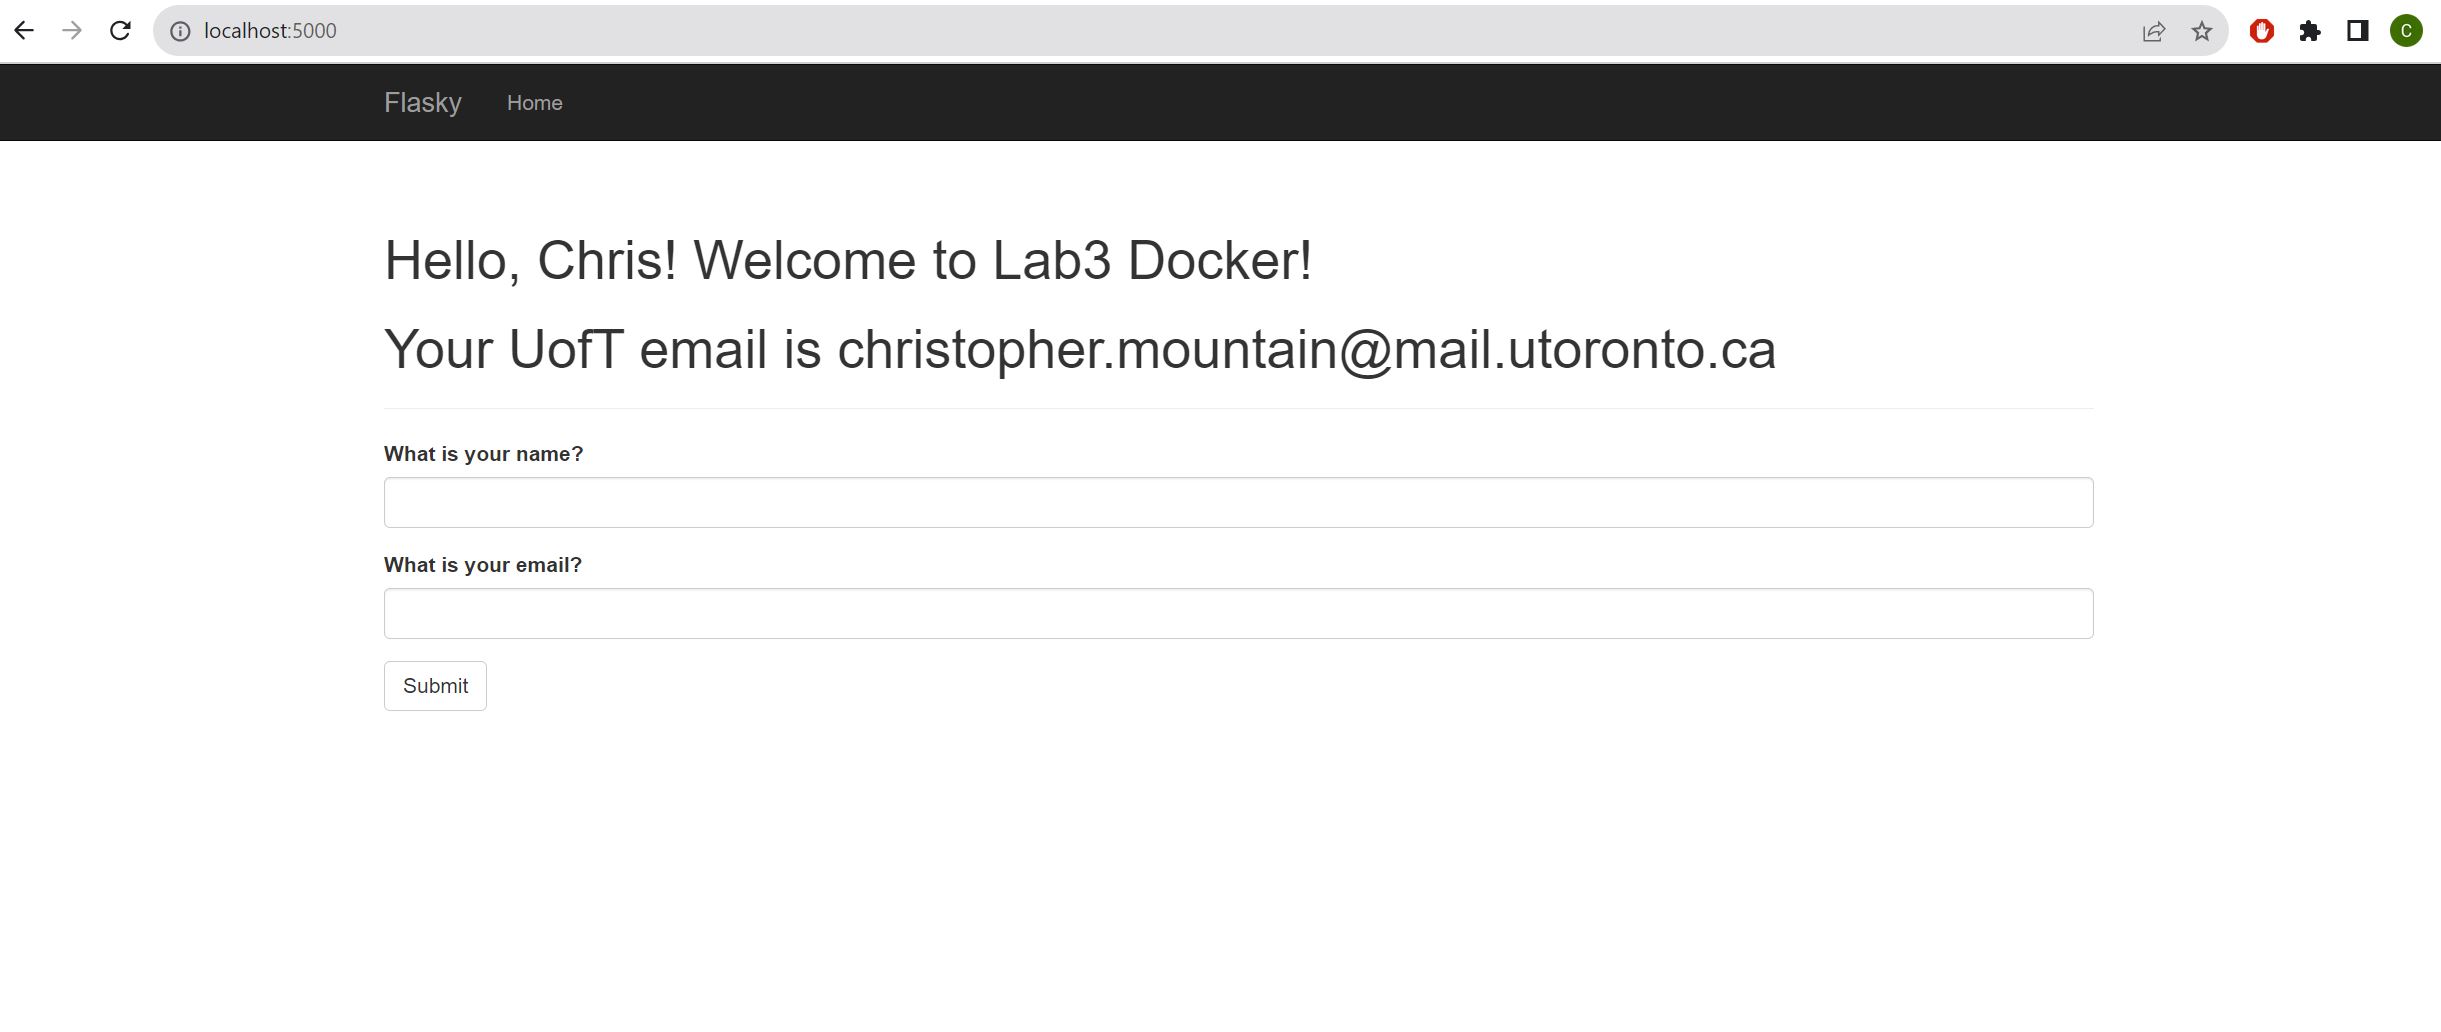 localhost:5000
C
Flasky Home
Hello, Chris! Welcome to Lab3 Docker!
Your UofT email is christopher.mountain@mail.utoronto.ca
What is your name?
What is your email?
Submit